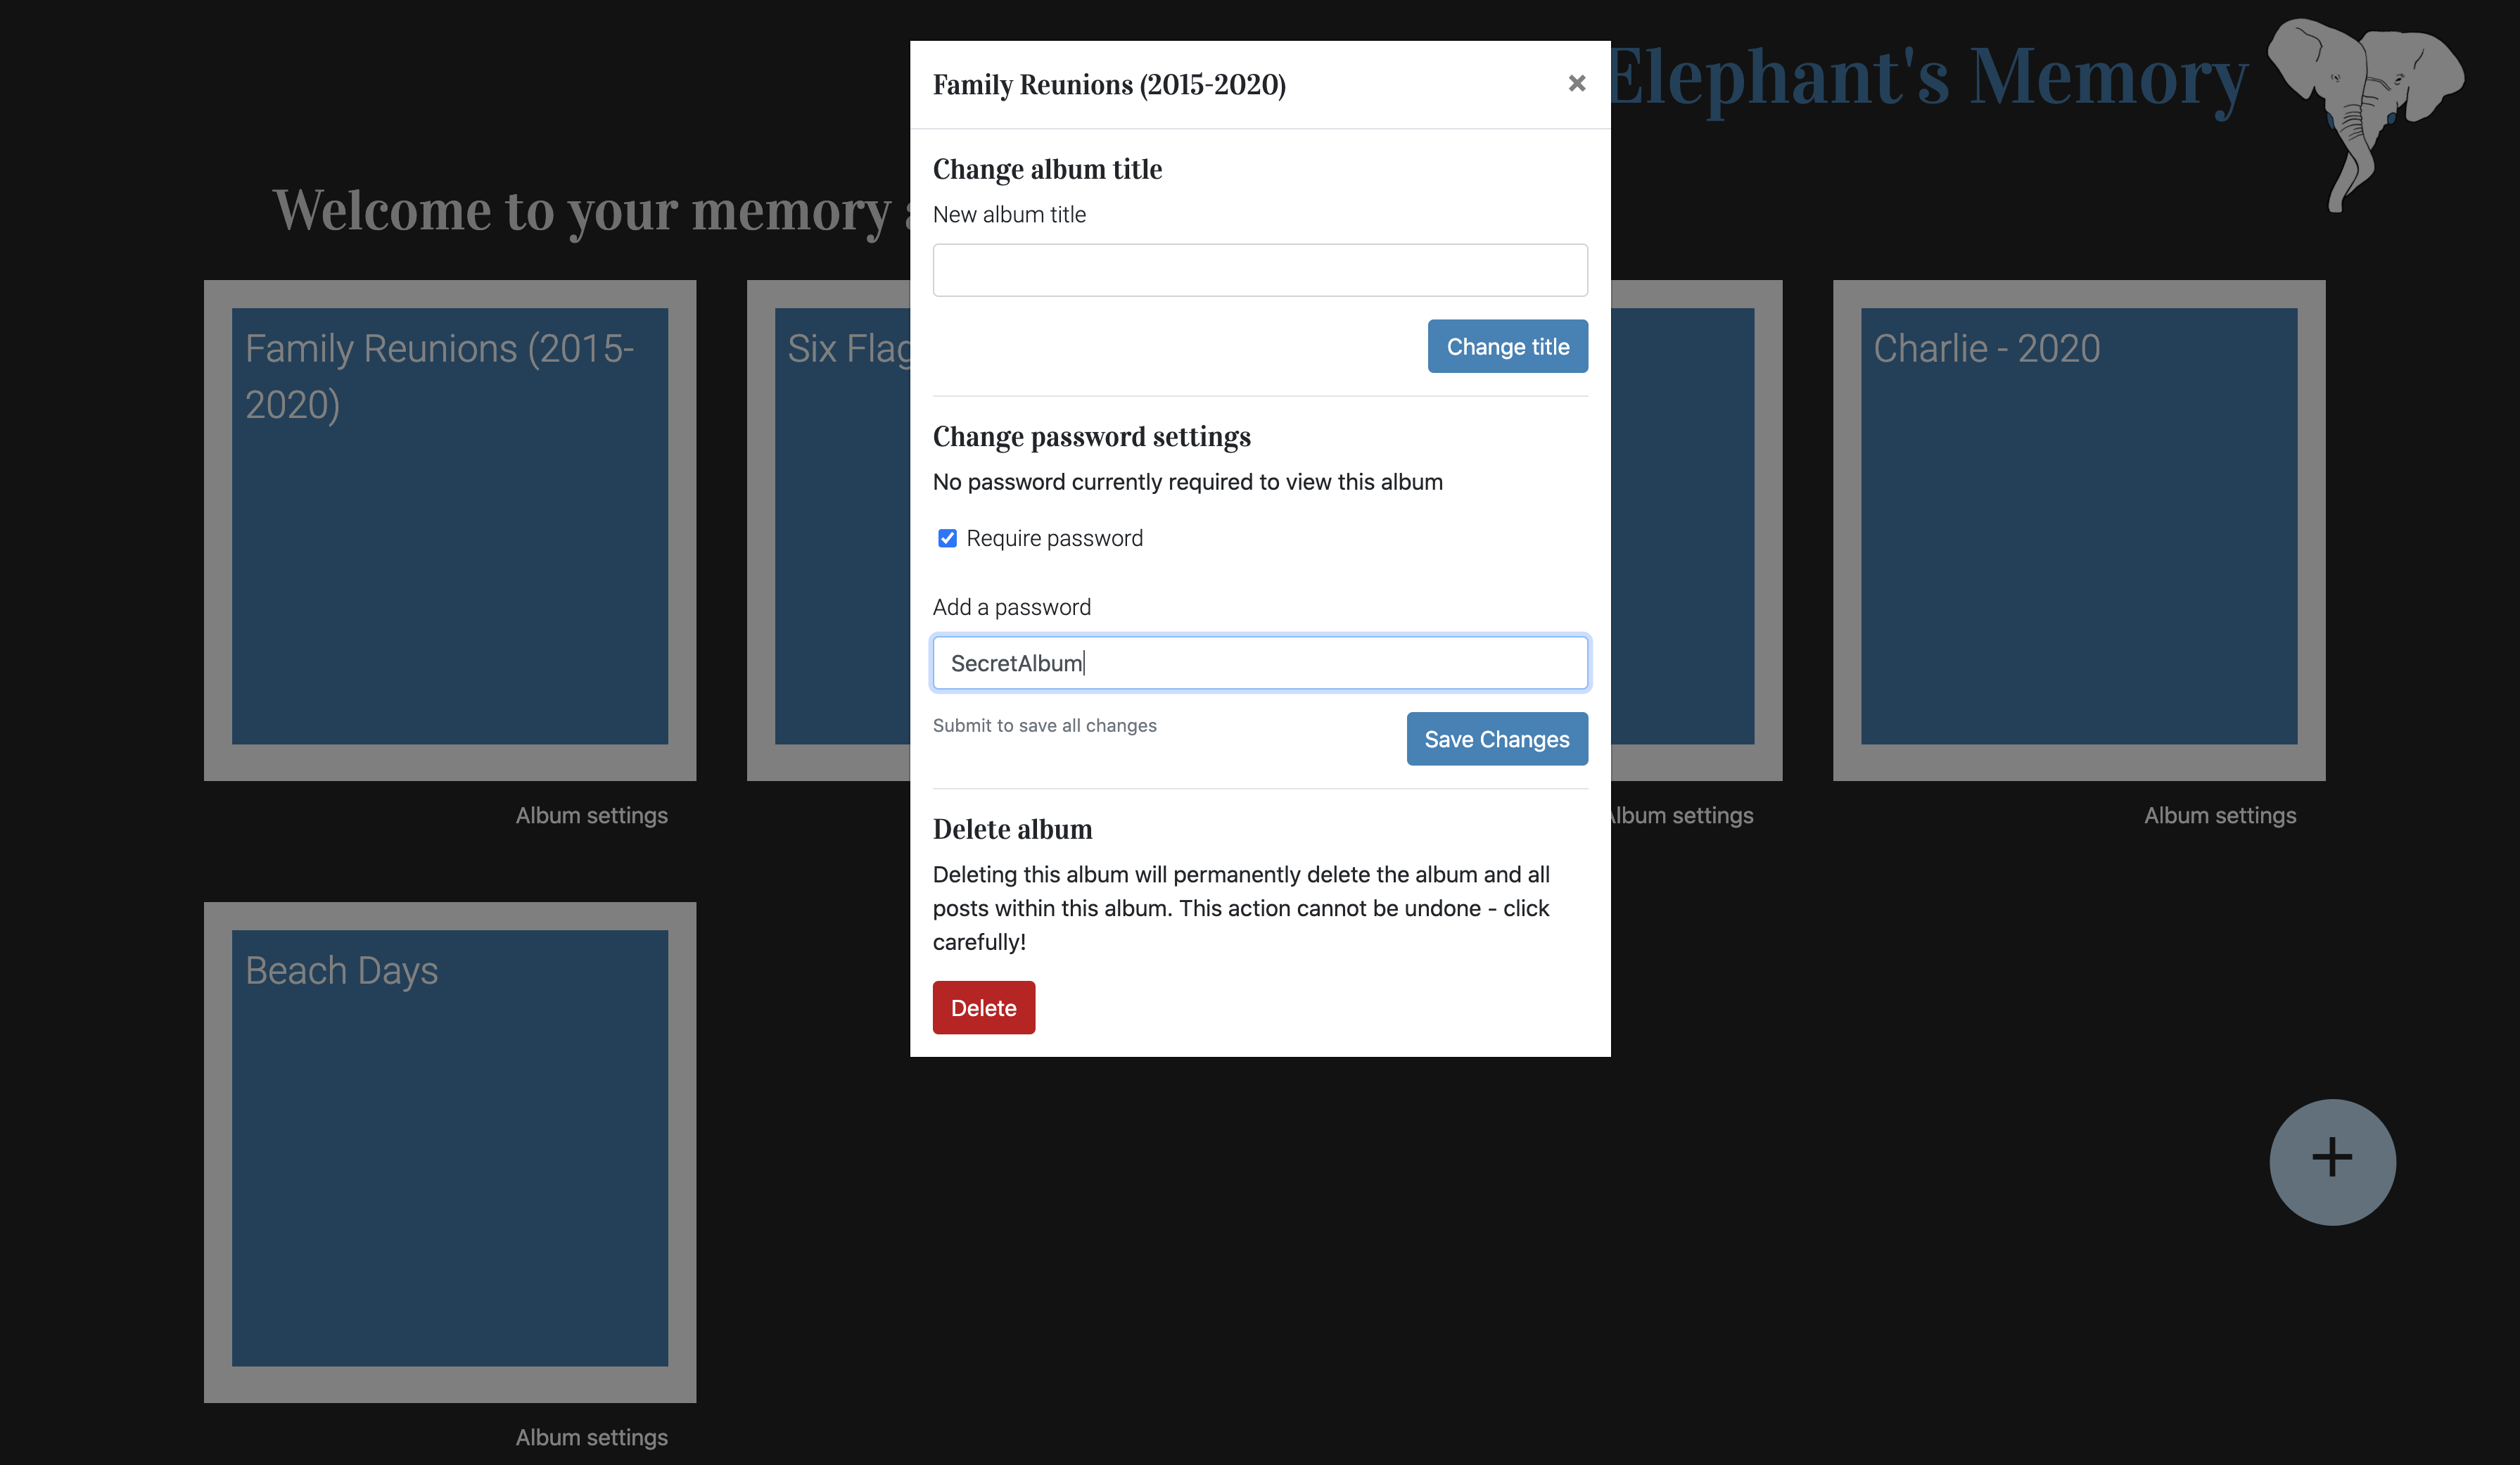 Elephant's Memory
Welcome to your memory
Family Reunions (2015-2020)
×
Change album title
New album title
Change title
Change password settings
No password currently required to view this album
Require password
Add a password
SecretAlbum
Submit to save all changes
Save Changes
Delete album
Deleting this album will permanently delete the album and all
posts within this album. This action cannot be undone - click
carefully!
Delete
Family Reunions (2015-
2020)
Album settings
Six Flag
Album settings
Charlie - 2020
Album settings
Beach Days
Album settings
+